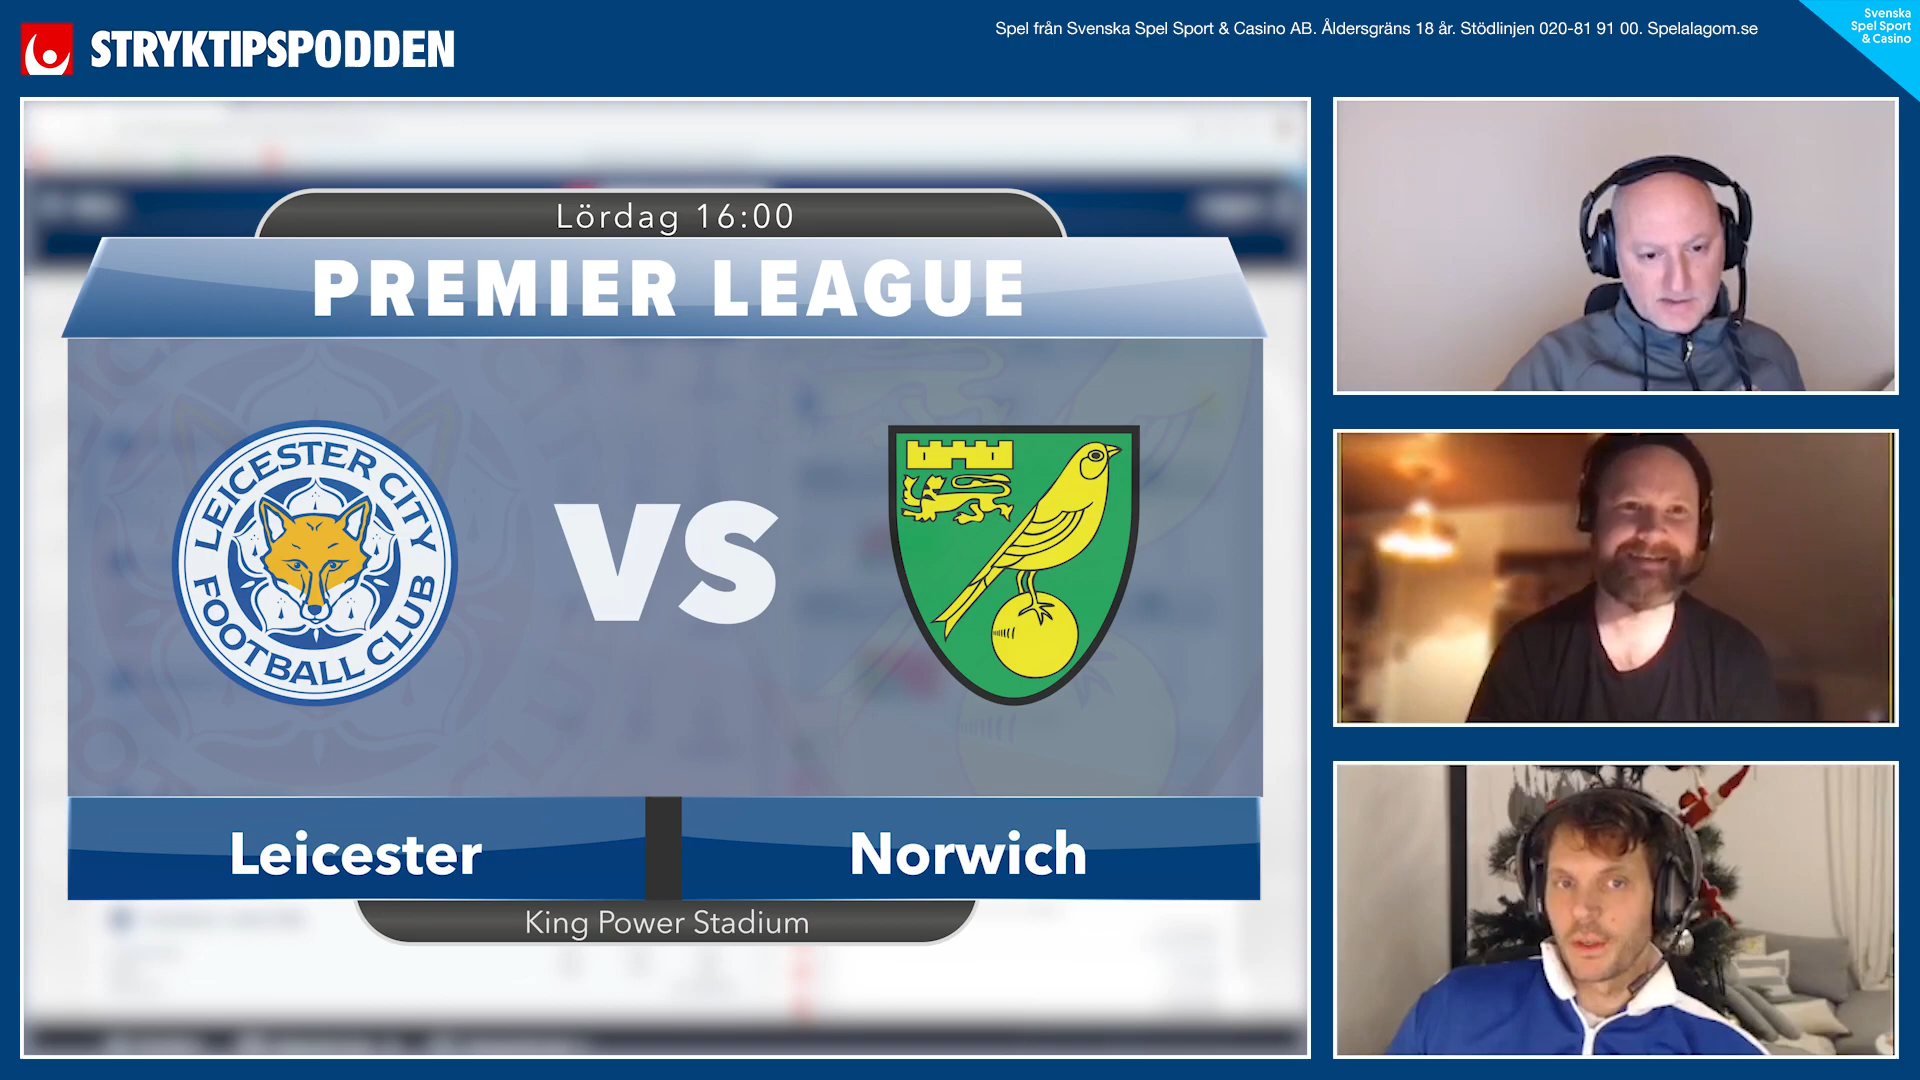 STRYKTIPSPODDEN
Spel från Svenska Spel Sport & Casino AB. Åldersgräns 18 år. Stödlinjen 020-81 91 00. Spelalagom.se
Svenska
Spel Sport
& Casino
Lördag 16:00
PREMIER LEAGUE
LEICESTER CITY
FOOTBALL CLUB
VS
Leicester
Norwich
King Power Stadium